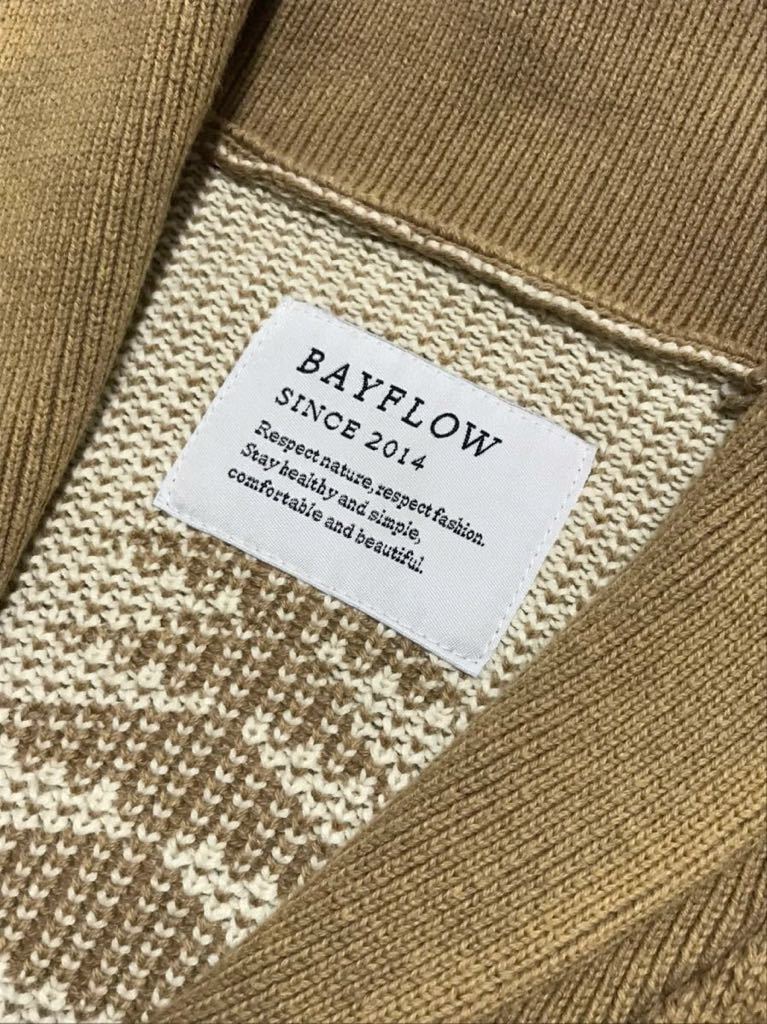 BAYFLOW
SINCE 2014
Respect nature, respect fashion.
Stay healthy and simple,
comfortable and beautiful.